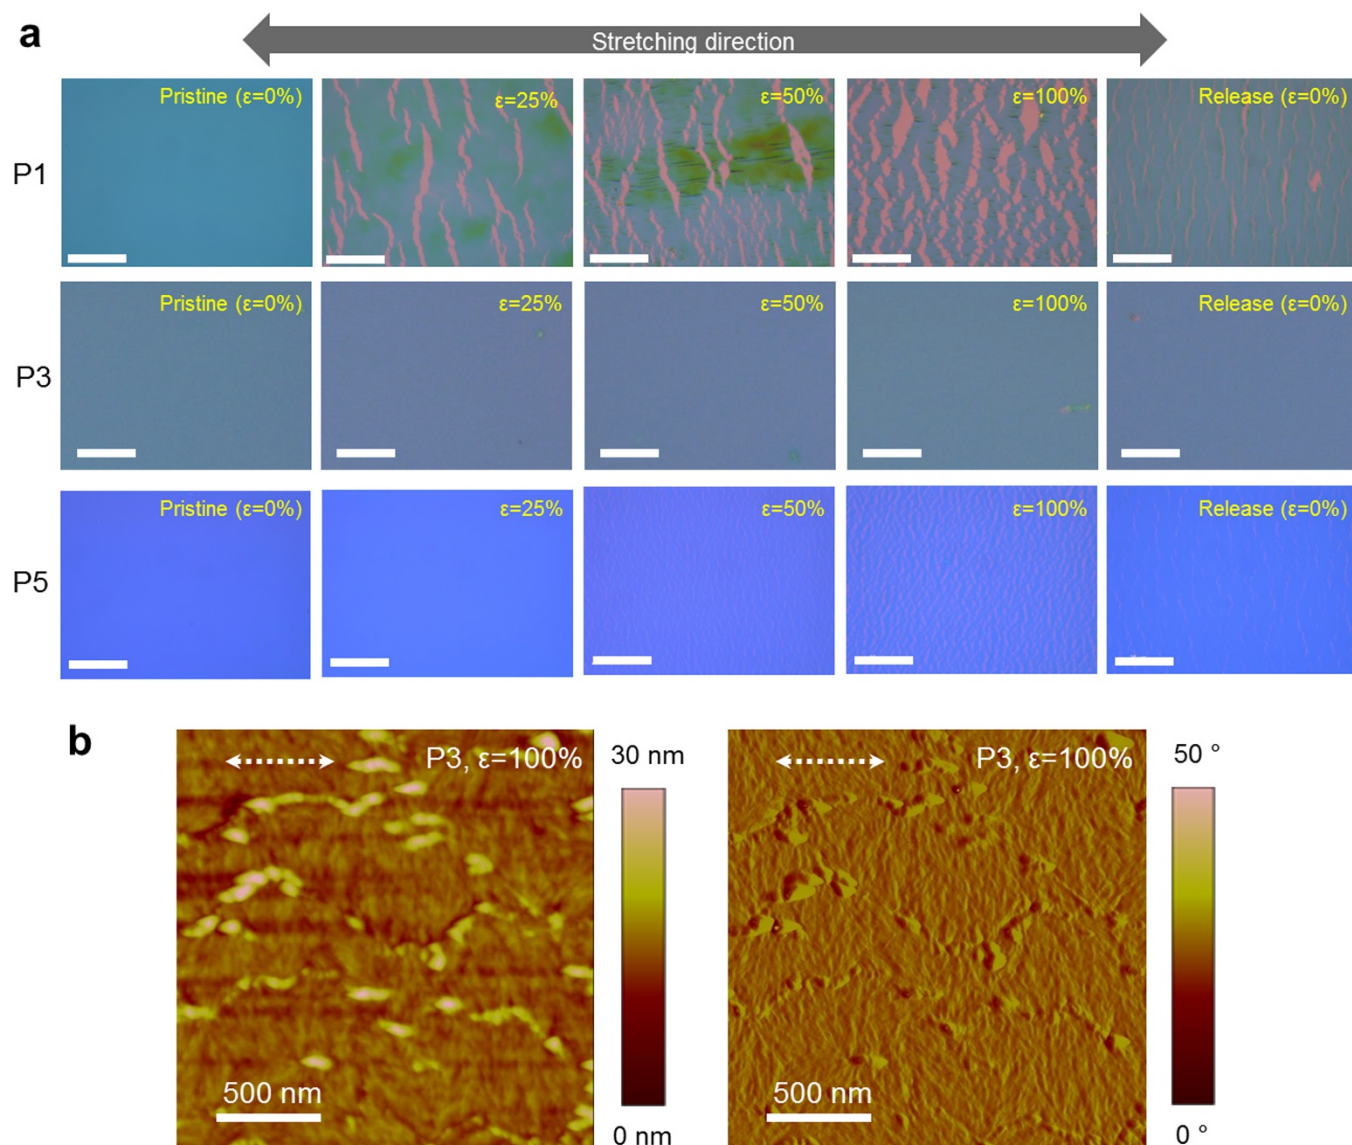 a
Stretching direction
P1
Pristine (ε=0%)
ε=25%
ε=50%
ε=100%
Release (ε=0%)
P3
Pristine (ε=0%)
ε=25%
ε=50%
ε=100%
Release (ε=0%)
P5
Pristine (ε=0%)
ε=25%
ε=50%
ε=100%
Release (ε=0%)
b
P3, ε=100%
500 nm
30 nm
0 nm
P3, ε=100%
500 nm
50 °
0 °